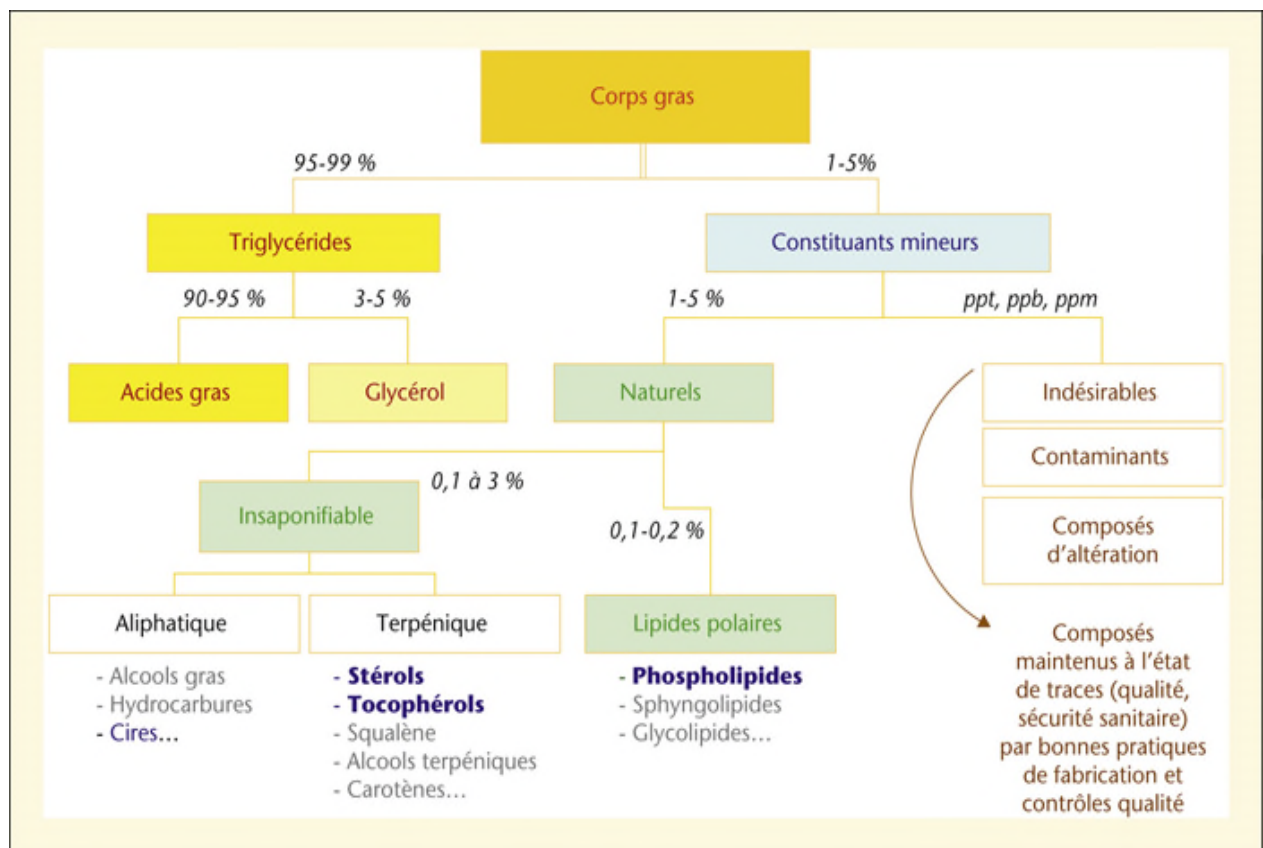 Corps gras
95-99 %
1-5%
Triglycérides
Constituants mineurs
90-95 %
3-5 %
1-5 %
ppt, ppb, ppm
Acides gras
Glycérol
Naturels
Indésirables
Contaminants
Composés
d'altération
0,1 à 3 %
Insaponifiable
0,1-0,2 %
Aliphatique
Terpénique
Lipides polaires
- Alcools gras
- Hydrocarbures
- Cires...
- Stérols
- Tocophérols
- Squalène
- Alcools terpéniques
- Carotènes...
- Phospholipides
- Sphyngolipides
- Glycolipides...
Composés
maintenus à l'état
de traces (qualité,
sécurité sanitaire)
par bonnes pratiques
de fabrication et
contrôles qualité